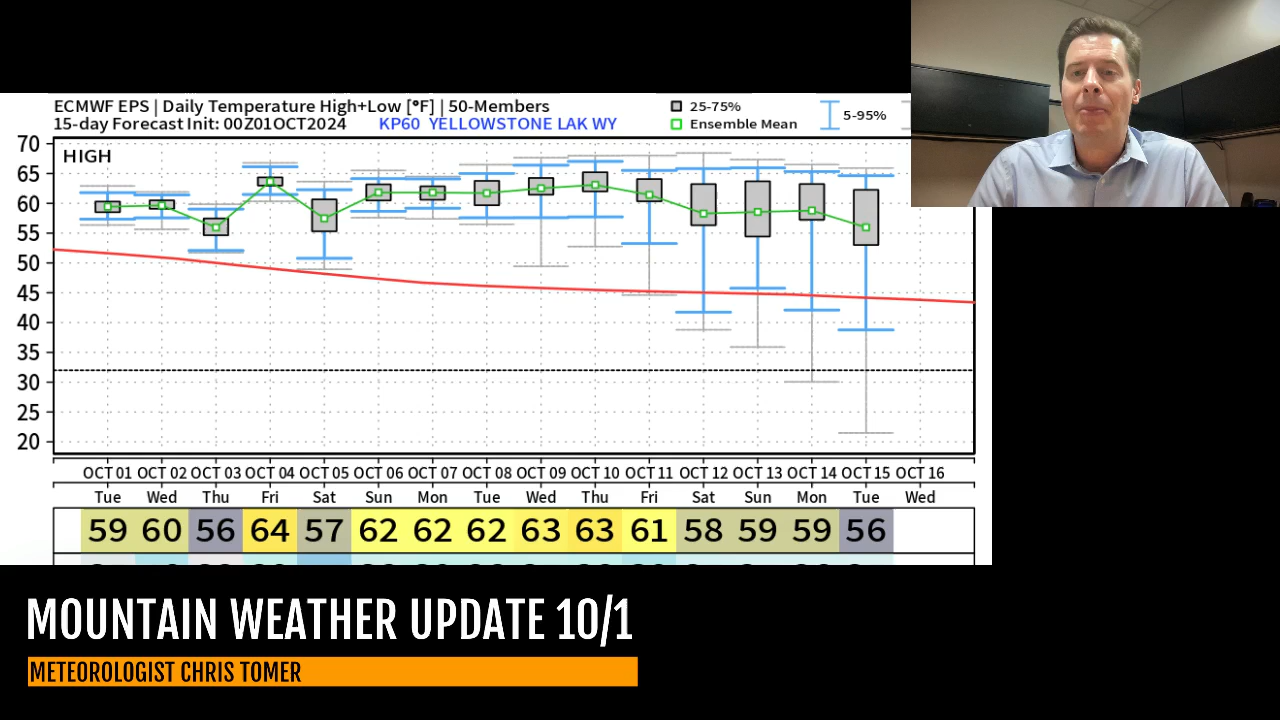 ECMWF EPS | Daily Temperature High+Low [°F] | 50-Members
15-day Forecast Init: 00Z01OCT2024 KP60 YELLOWSTONE LAK WY
25-75%
Ensemble Mean
5-95%
HIGH
70
65
60
55
50
45
40
35
30
25
20
OCT 01 OCT 02 OCT 03 OCT 04 OCT 05 OCT 06 OCT 07 OCT 08 OCT 09 OCT 10 OCT 11 OCT 12 OCT 13 OCT 14 OCT 15 OCT 16
Tue Wed Thu Fri Sat Sun Mon Tue Wed Thu Fri Sat Sun Mon Tue Wed
59 60 56 64 57 62 62 62 63 63 61 58 59 59 56
MOUNTAIN WEATHER UPDATE 10/1
METEOROLOGIST CHRIS TOMER